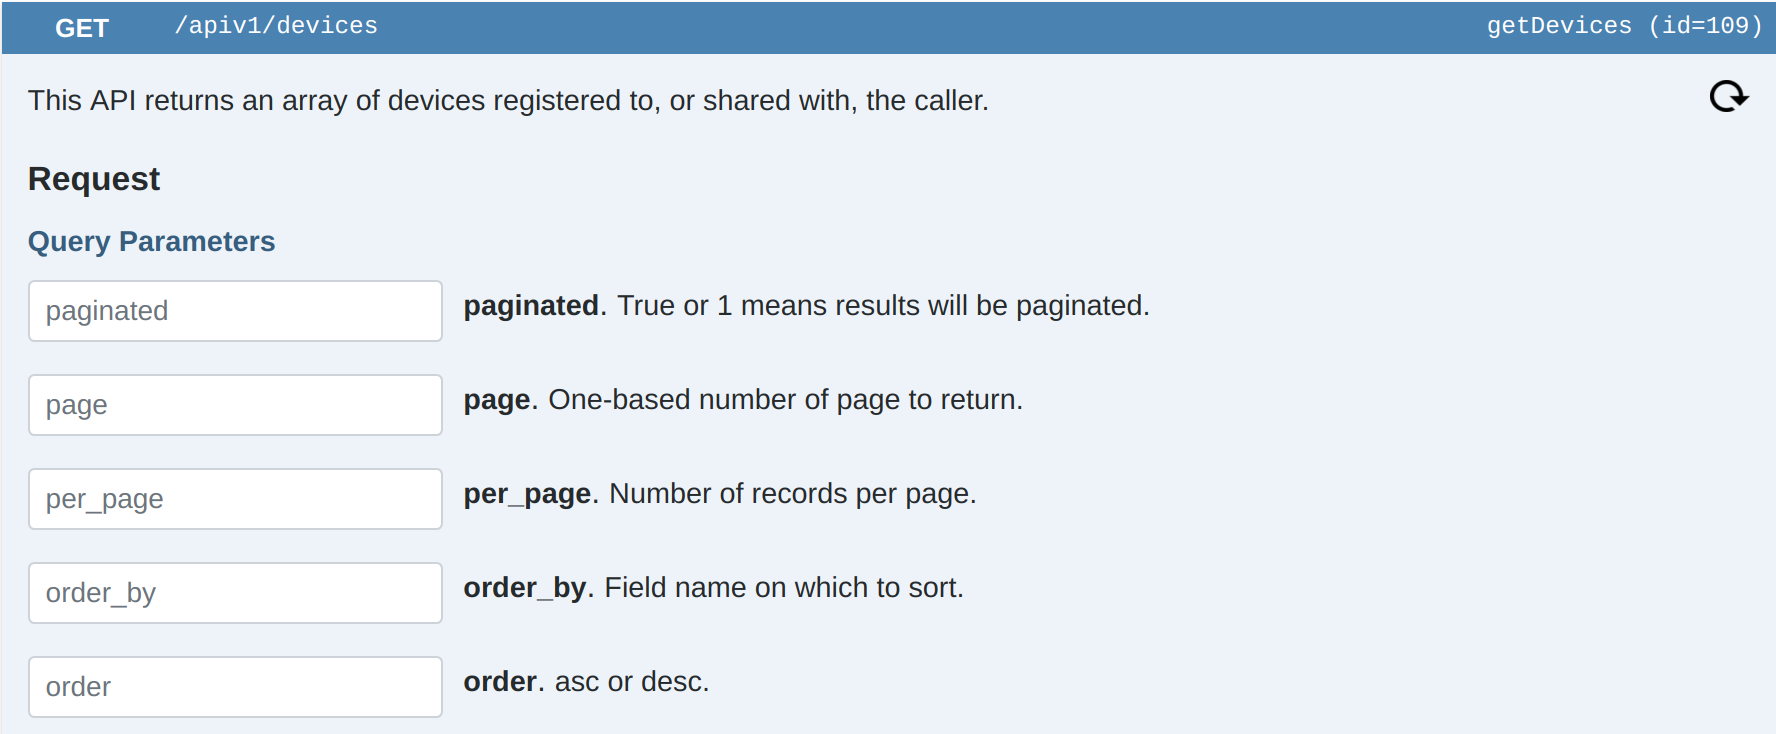 GET /apiv1/devices getDevices (id=109)
This API returns an array of devices registered to, or shared with, the caller.
Request
Query Parameters
paginated paginated. True or 1 means results will be paginated.
page page. One-based number of page to return.
per_page per_page. Number of records per page.
order_by order_by. Field name on which to sort.
order order. asc or desc.